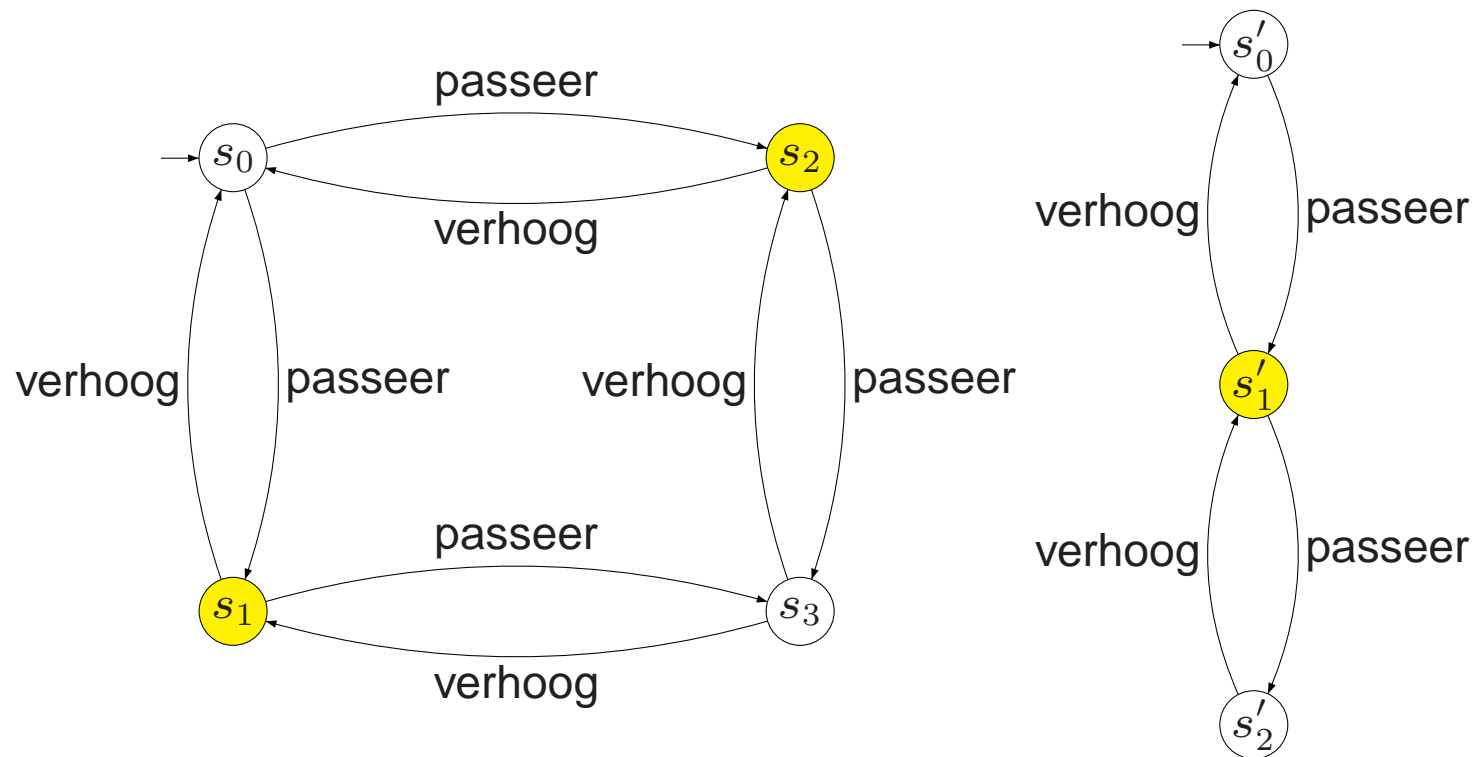 passeer
s₀
s₂
verhoog
verhoog
passeer
verhoog
passeer
passeer
s₁
s₃
verhoog
s′₀
verhoog
passeer
s′₁
verhoog
passeer
s′₂